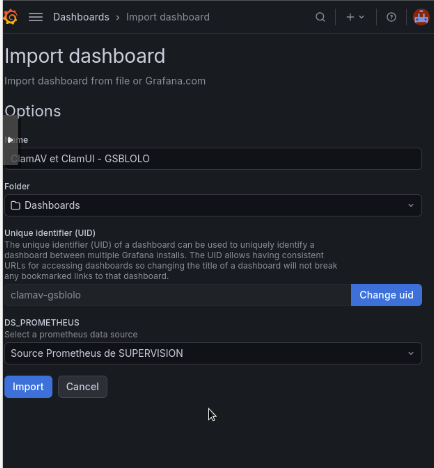 Dashboards › Import dashboard
Import dashboard
Import dashboard from file or Grafana.com
Options
ClamAV et ClamUI - GSBLOLO
Folder
Dashboards
Unique identifier (UID)
The unique identifier (UID) of a dashboard can be used to uniquely identify a
dashboard between multiple Grafana installs. The UID allows having consistent
URLs for accessing dashboards so changing the title of a dashboard will not break
any bookmarked links to that dashboard.
clamav-gsblolo Change uid
DS_PROMETHEUS
Select a prometheus data source
Source Prometheus de SUPERVISION
Import Cancel